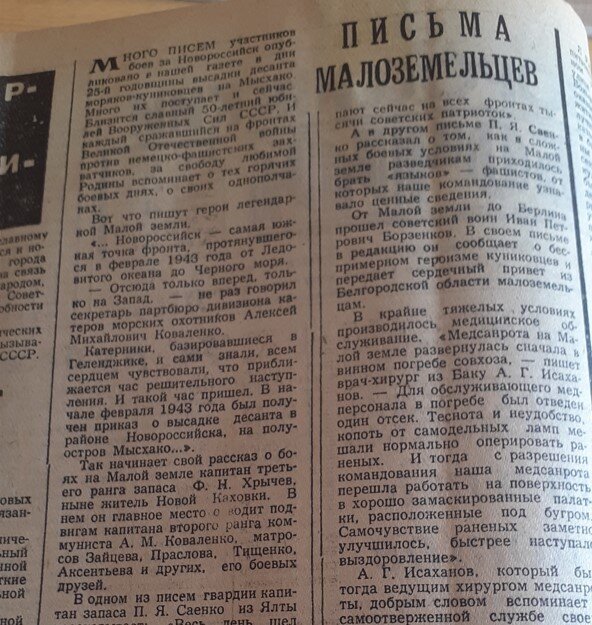 ПИСЬМА
МАЛОЗЕМЕЛЬЦЕВ
МНОГО ПИСЕМ участников
боев за Новороссийск опуб-
ликовано в нашей газете в дни
25-й годовщины высадки десанта
моряков-куниковцев на Мысхако
Много их поступает и сейчас
Близится славный 50-летний юби-
лей Вооруженных Сил СССР. И
каждый сражавшийся на фронтах
Великой Отечественной войны
против немецко-фашистских зах-
ватчиков, за свободу любимой
Родины вспоминает о тех горячих
боевых днях, о своих однополча-
нах.
Вот что пишут герои легендар-
ной Малой земли.
«... Новороссийск — самая юж-
ная точка фронта, протянувшего-
ся в феврале 1943 года от Ледо-
витого океана до Черного моря.
— Отсюда только вперед, толь-
ко на Запад, — не раз говорил
секретарь партбюро дивизиона ка-
теров морских охотников Алексей
Михайлович Коваленко.
Катерники, базировавшиеся в
Геленджике, и сами знали, всем
сердцем чувствовали, что прибли-
жается час решительного наступ-
ления. И такой час пришел. В на-
чале февраля 1943 года был полу-
чен приказ о высадке десанта в
районе Новороссийска, на полу-
остров Мысхако...».
Так начинает свой рассказ о бо-
ях на Малой земле капитан треть-
его ранга запаса Ф. Н. Хрычев,
ныне житель Новой Каховки. В
нем он главное место о водит под-
вигам капитана второго ранга ком-
муниста А. М. Коваленко, матро-
сов Зайцева, Праслова, Тищенко,
Аксентьева и других, его боевых
друзей.
В одном из писем гвардии капи-
тан запаса П. Я. Саенко из Ялты
«Весь день шел
пают сейчас на всех фронтах ты-
сячи советских патриоток».
А в другом письме П. Я. Саен-
ко рассказал о том, как в слож-
ных боевых условиях на Малой
земле разведчикам приходилось
брать «языков» — фашистов, от
которых наше командование узна-
вало ценные сведения.
От Малой земли до Берлина
прошел советский воин Иван Пет-
рович Борзенков. В своем письме
в редакцию он сообщает о бес-
примерном героизме куниковцев и
передает сердечный привет из
Белгородской области малоземель-
цам.
В крайне тяжелых условиях
производилось медицийское об-
служивание. «Медсанрота на Ма-
лой земле развернулась сначала в
винном погребе совхоза, — пишет
врач-хирург из Баку А. Г. Исаха-
нов. — Для обслуживающего мед-
персонала в погребе был отведен
один отсек. Теснота и неудобство,
копоть от самодельных ламп ме-
шали нормально оперировать ра-
неных. И тогда с разрешения
командования наша медсанрота
перешла работать на поверхность
в хорошо замаскированные палат-
ки, расположенные под бугром.
Самочувствие раненых заметно
улучшилось, быстрее наступало
выздоровление».
А. Г. Исаханов, который был
тогда ведущим хирургом медсанро-
ты, добрым словом вспоминает о
самоотверженной службе своей